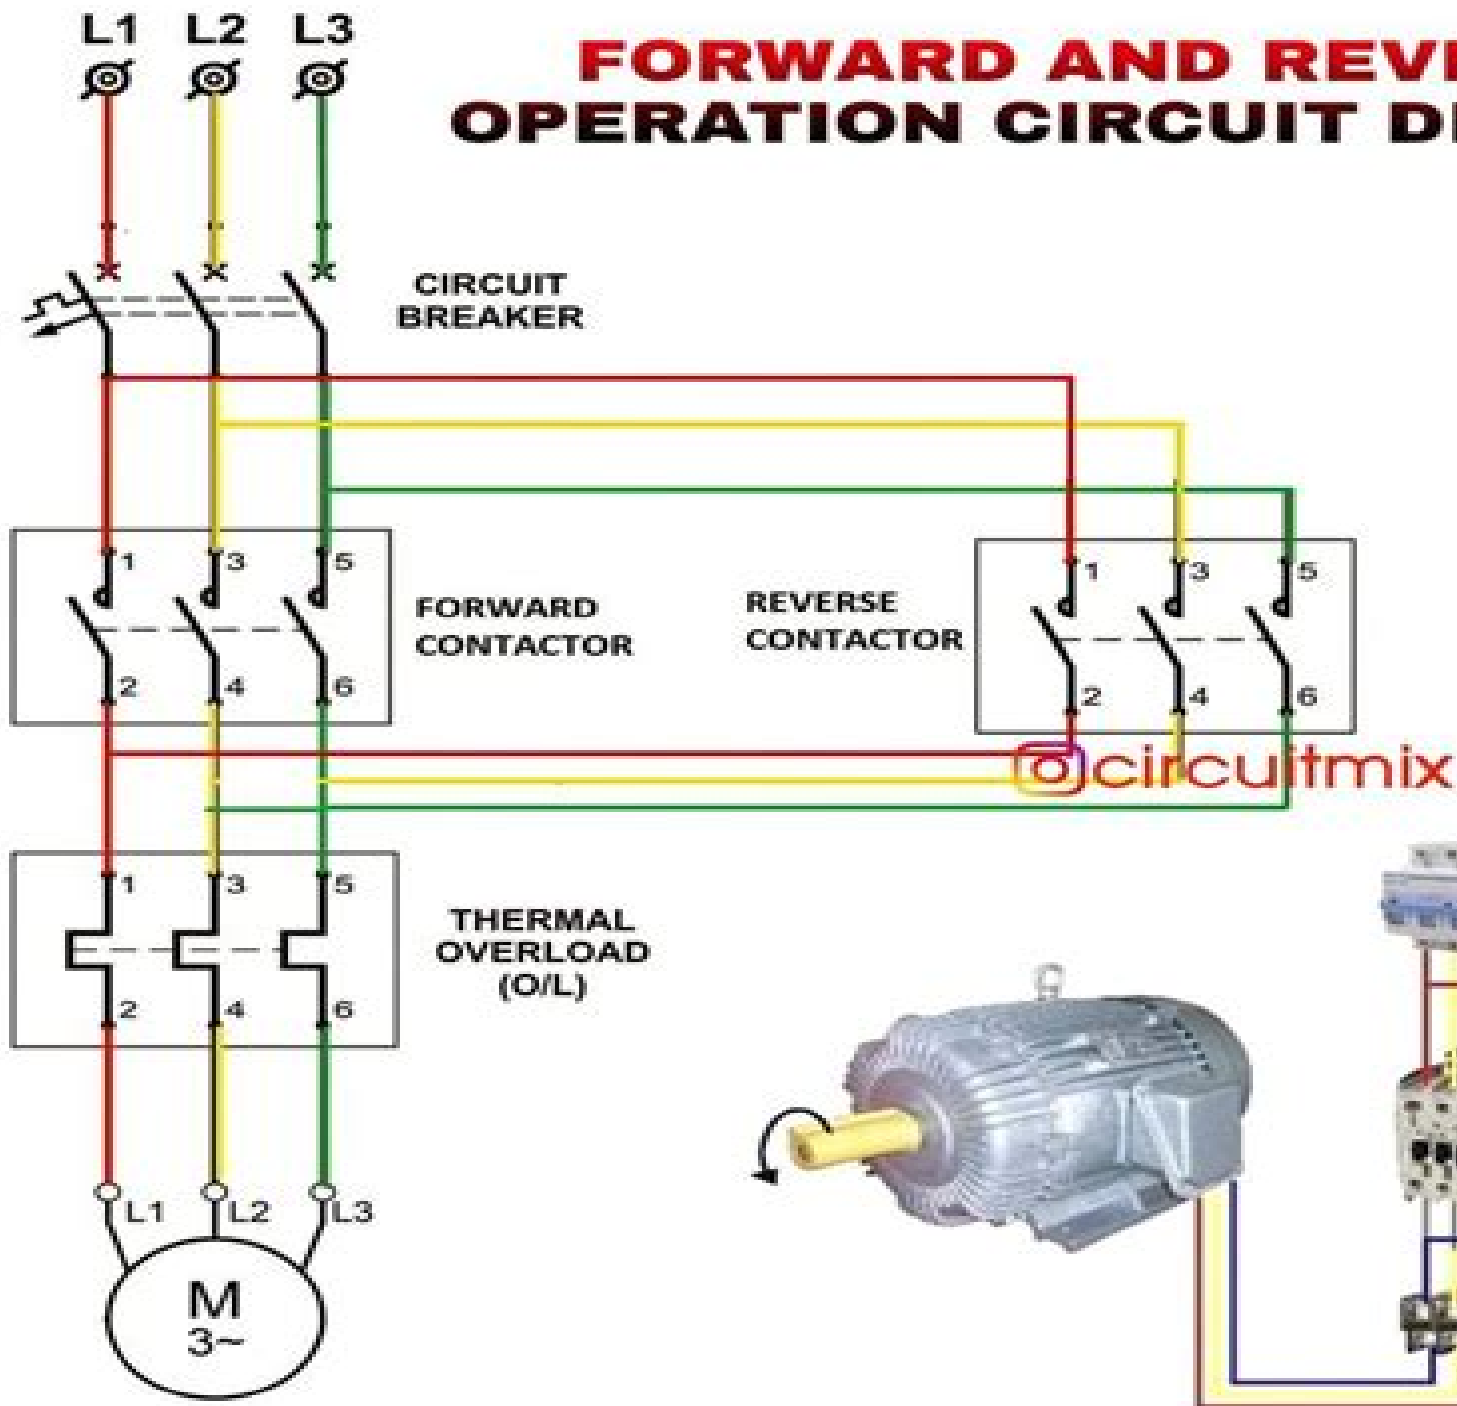 L1 L2 L3
FORWARD AND REVE
OPERATION CIRCUIT DI
CIRCUIT
BREAKER
1 3 5
FORWARD
CONTACTOR
2 4 6
REVERSE
CONTACTOR
1 3 5
2 4 6
circuitmix
1 3 5
THERMAL
OVERLOAD
(O/L)
2 4 6
L1 L2 L3
M
3~